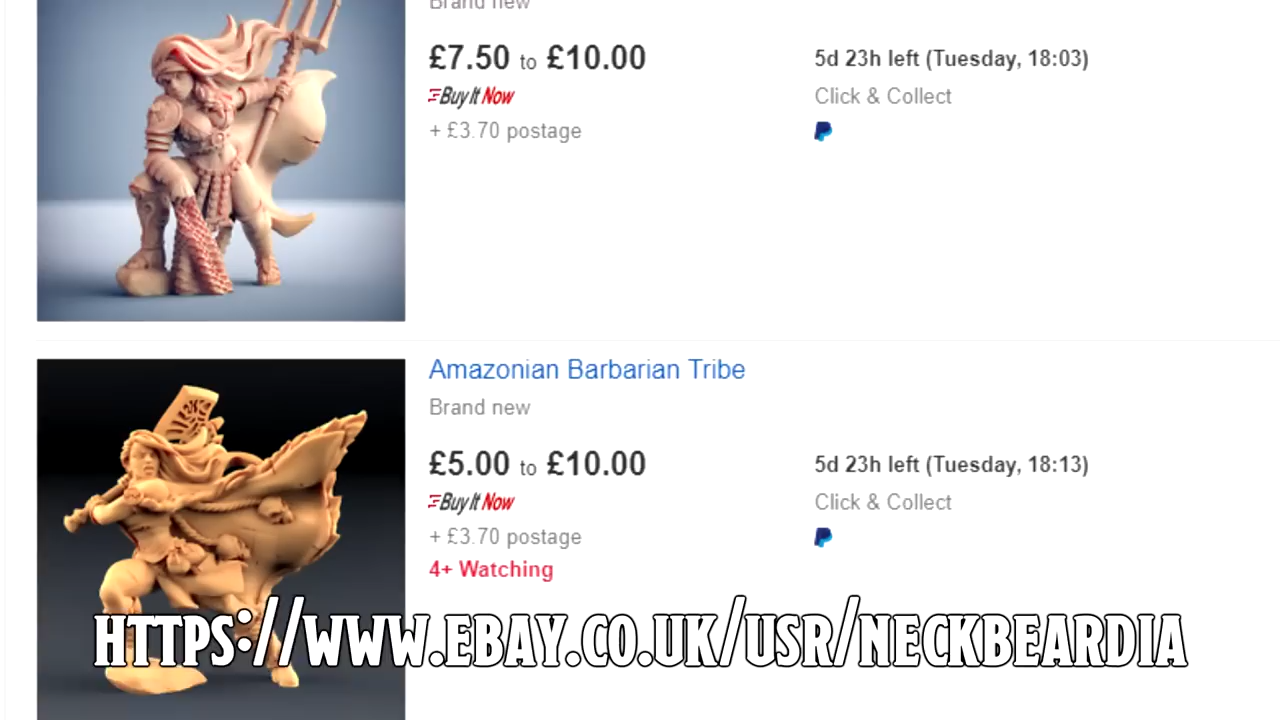 Brand new
£7.50 to £10.00
5d 23h left (Tuesday, 18:03)
Buy It Now
Click & Collect
+ £3.70 postage
Amazonian Barbarian Tribe
Brand new
£5.00 to £10.00
5d 23h left (Tuesday, 18:13)
Buy It Now
Click & Collect
+ £3.70 postage
4+ Watching
HTTPS://WWW.EBAY.CO.UK/USR/NECKBEARDIA